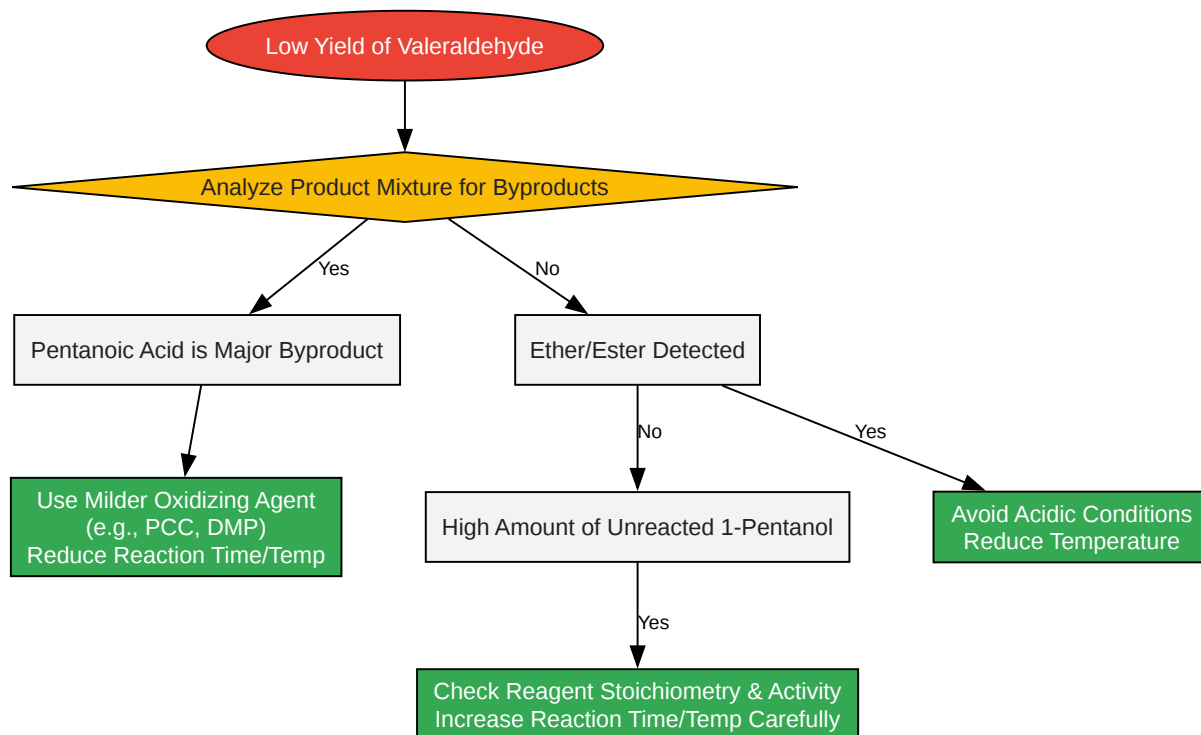 Low Yield of Valeraldehyde
Analyze Product Mixture for Byproducts
Yes
No
Pentanoic Acid is Major Byproduct
Ether/Ester Detected
No
Yes
Use Milder Oxidizing Agent
(e.g., PCC, DMP)
Reduce Reaction Time/Temp
High Amount of Unreacted 1-Pentanol
Avoid Acidic Conditions
Reduce Temperature
Yes
Check Reagent Stoichiometry & Activity
Increase Reaction Time/Temp Carefully